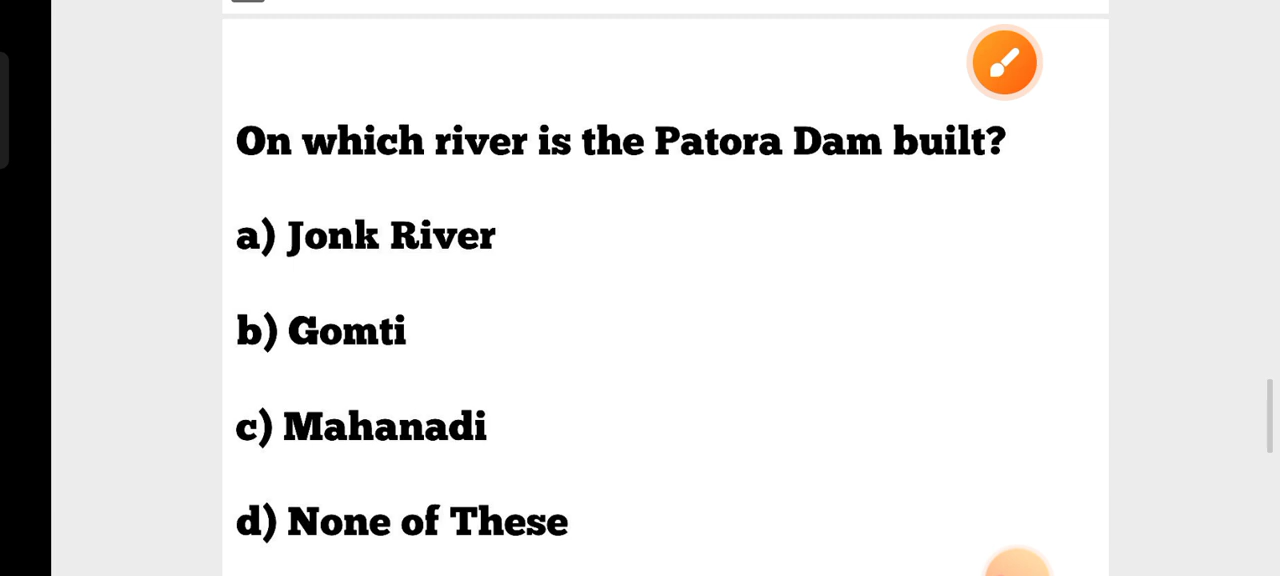 On which river is the Patora Dam built?
a) Jonk River
b) Gomti
c) Mahanadi
d) None of These